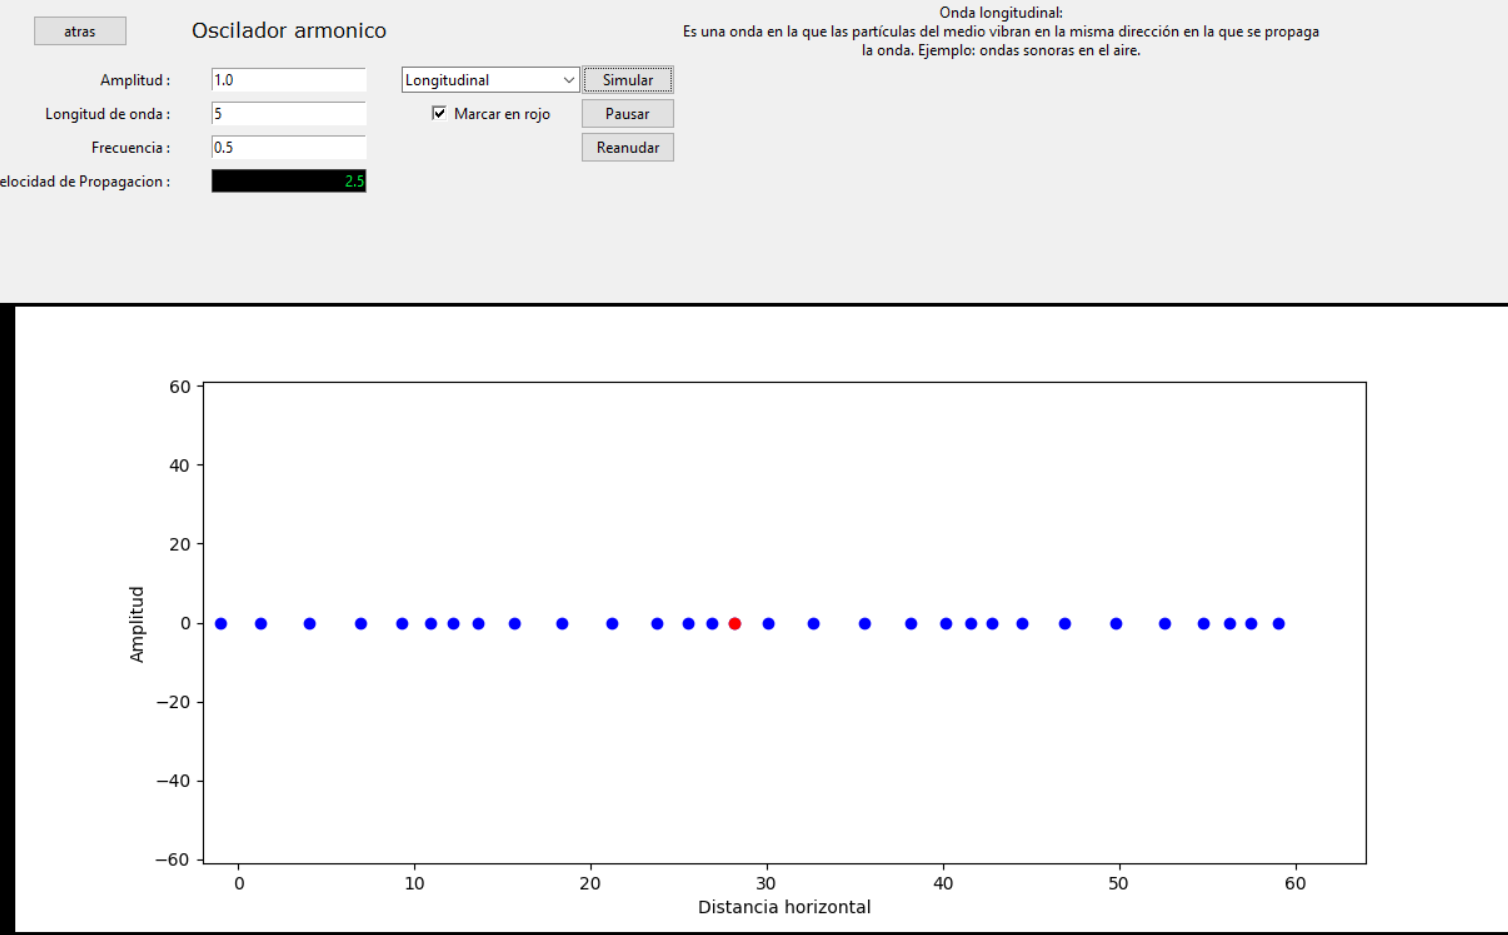 atras
Oscilador armonico
Onda longitudinal:
Es una onda en la que las partículas del medio vibran en la misma dirección en la que se propaga
la onda. Ejemplo: ondas sonoras en el aire.
Amplitud :
1.0
Longitudinal
Simular
Longitud de onda :
5
Marcar en rojo
Pausar
Frecuencia :
0.5
Reanudar
elocidad de Propagacion :
2.5
60
40
20
0
−20
−40
−60
Amplitud
0
10
20
30
40
50
60
Distancia horizontal